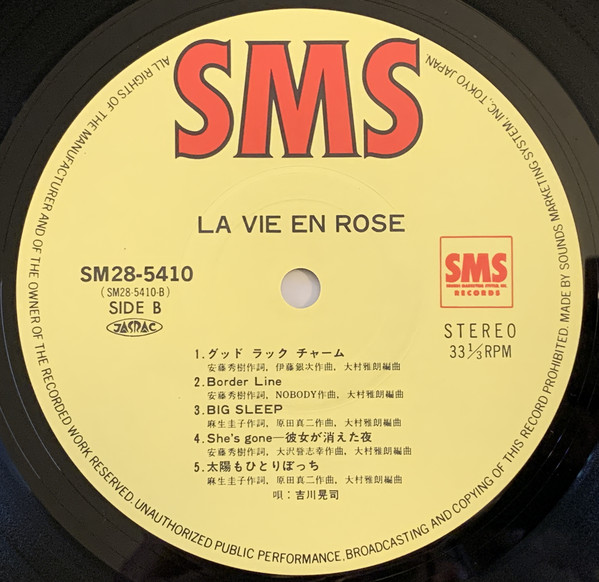 SMS
LA VIE EN ROSE
SM28-5410
(SM28-5410-B)
SIDE B
JASRAC
SMS
SOUNDS MARKETING SYSTEM, INC.
RECORDS
STEREO
33 1/3 RPM
1.グッド ラック チャーム
安藤秀樹作詞, 伊藤銀次作曲, 大村雅朗編曲
2.Border Line
安藤秀樹作詞, NOBODY作曲, 大村雅朗編曲
3.BIG SLEEP
麻生圭子作詞, 原田真二作曲, 大村雅朗編曲
4.She's gone—彼女が消えた夜
安藤秀樹作詞, 大沢誉志幸作曲, 大村雅朗編曲
5.太陽もひとりぼっち
麻生圭子作詞, 原田真二作曲, 大村雅朗編曲
唄：吉川晃司
ALL RIGHTS OF THE MANUFACTURER AND OF THE OWNER OF THE RECORDED WORK RESERVED. UNAUTHORIZED PUBLIC PERFORMANCE, BROADCASTING AND COPYING OF THIS RECORD PROHIBITED. MADE BY SOUNDS MARKETING SYSTEM, INC, TOKYO JAPAN.